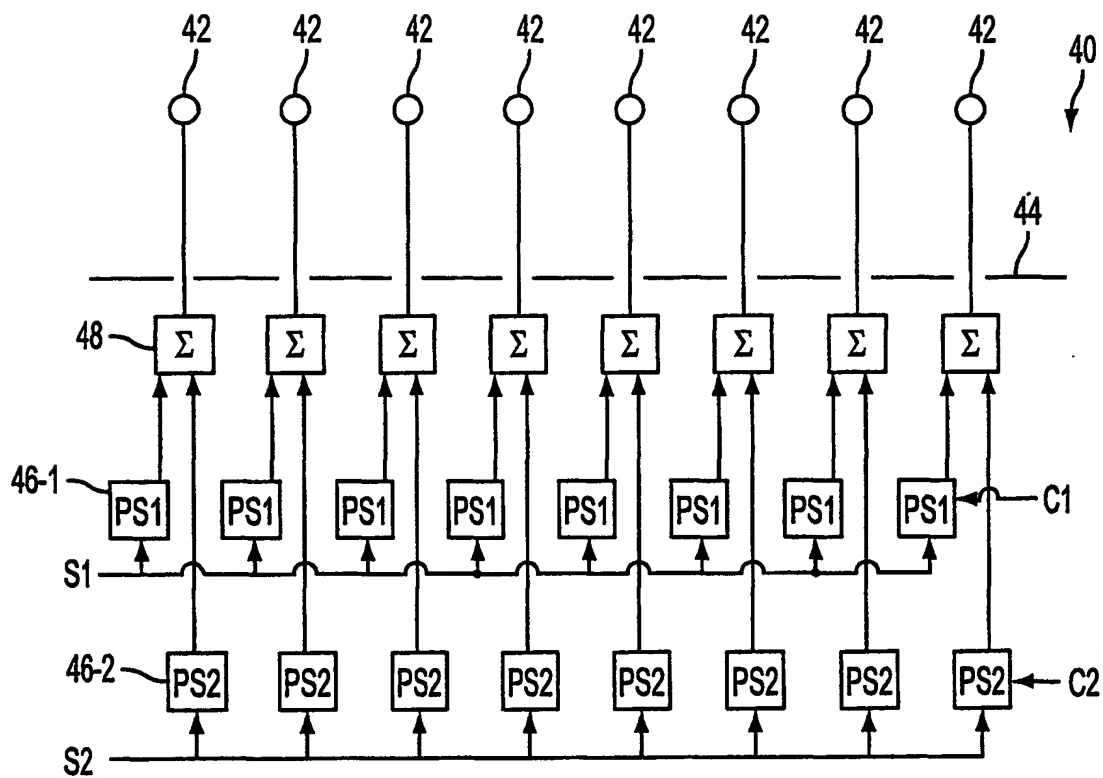 42 42 42 42 42 42 42 42
40
44
48 Σ Σ Σ Σ Σ Σ Σ Σ
46-1 PS1 PS1 PS1 PS1 PS1 PS1 PS1 PS1 C1
S1
46-2 PS2 PS2 PS2 PS2 PS2 PS2 PS2 PS2 C2
S2